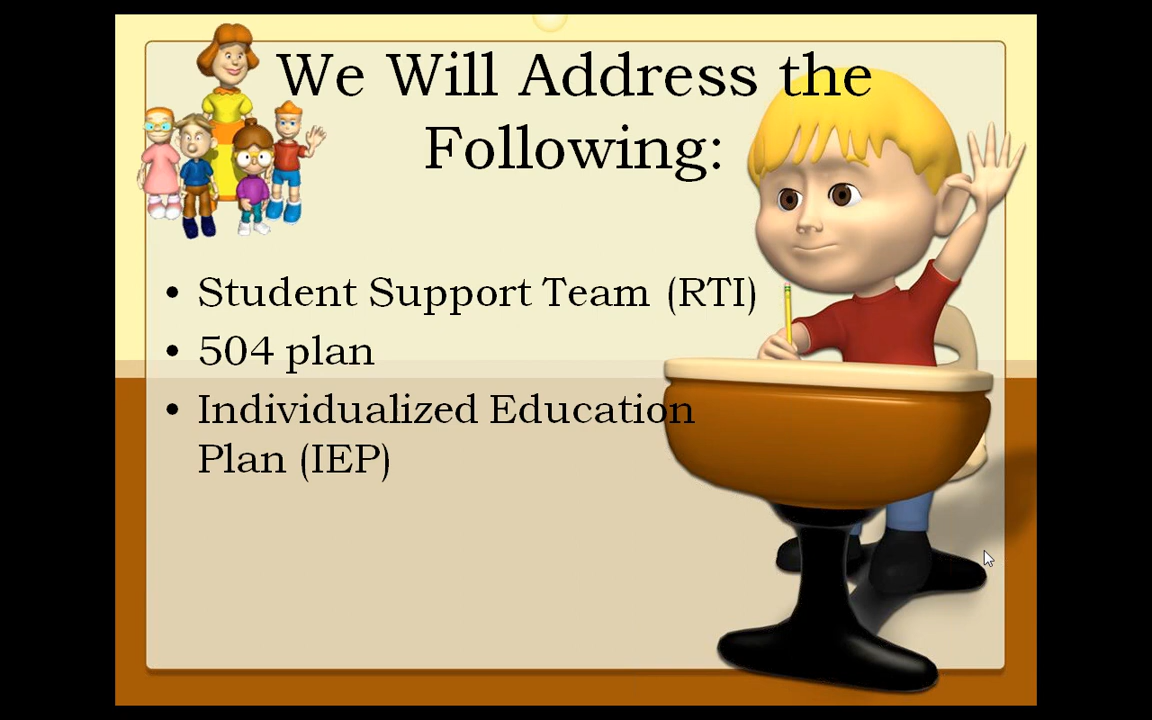 We Will Address the
Following:
• Student Support Team (RTI)
• 504 plan
• Individualized Education
Plan (IEP)